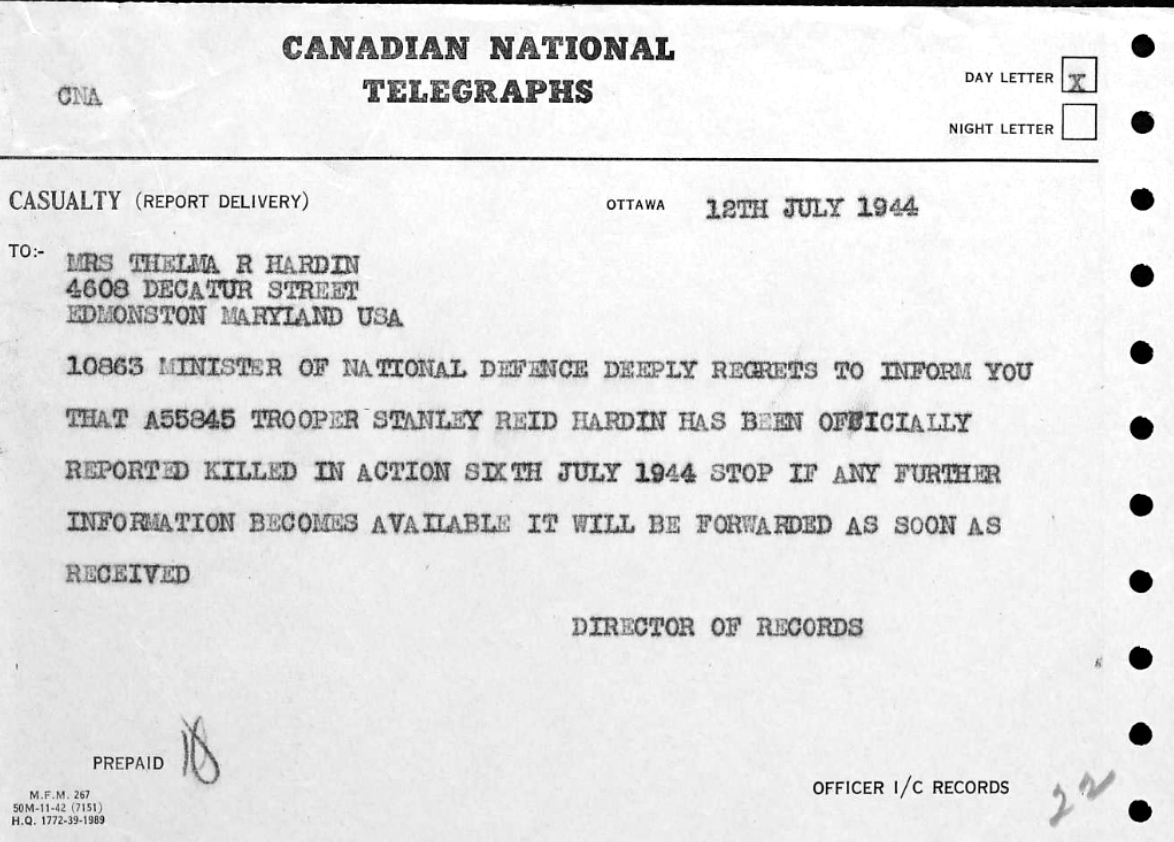 CANADIAN NATIONAL
TELEGRAPHS
CNA
DAY LETTER X
NIGHT LETTER
CASUALTY (REPORT DELIVERY) OTTAWA 12TH JULY 1944
TO:- MRS THELMA R HARDIN
4608 DECATUR STREET
EDMONSTON MARYLAND USA
10863 MINISTER OF NATIONAL DEFENCE DEEPLY REGRETS TO INFORM YOU
THAT A55845 TROOPER STANLEY REID HARDIN HAS BEEN OFFICIALLY
REPORTED KILLED IN ACTION SIXTH JULY 1944 STOP IF ANY FURTHER
INFORMATION BECOMES AVAILABLE IT WILL BE FORWARDED AS SOON AS
RECEIVED
DIRECTOR OF RECORDS
PREPAID
M.F.M. 267
50M-11-42 (7151)
H.Q. 1772-39-1989
OFFICER I/C RECORDS
22